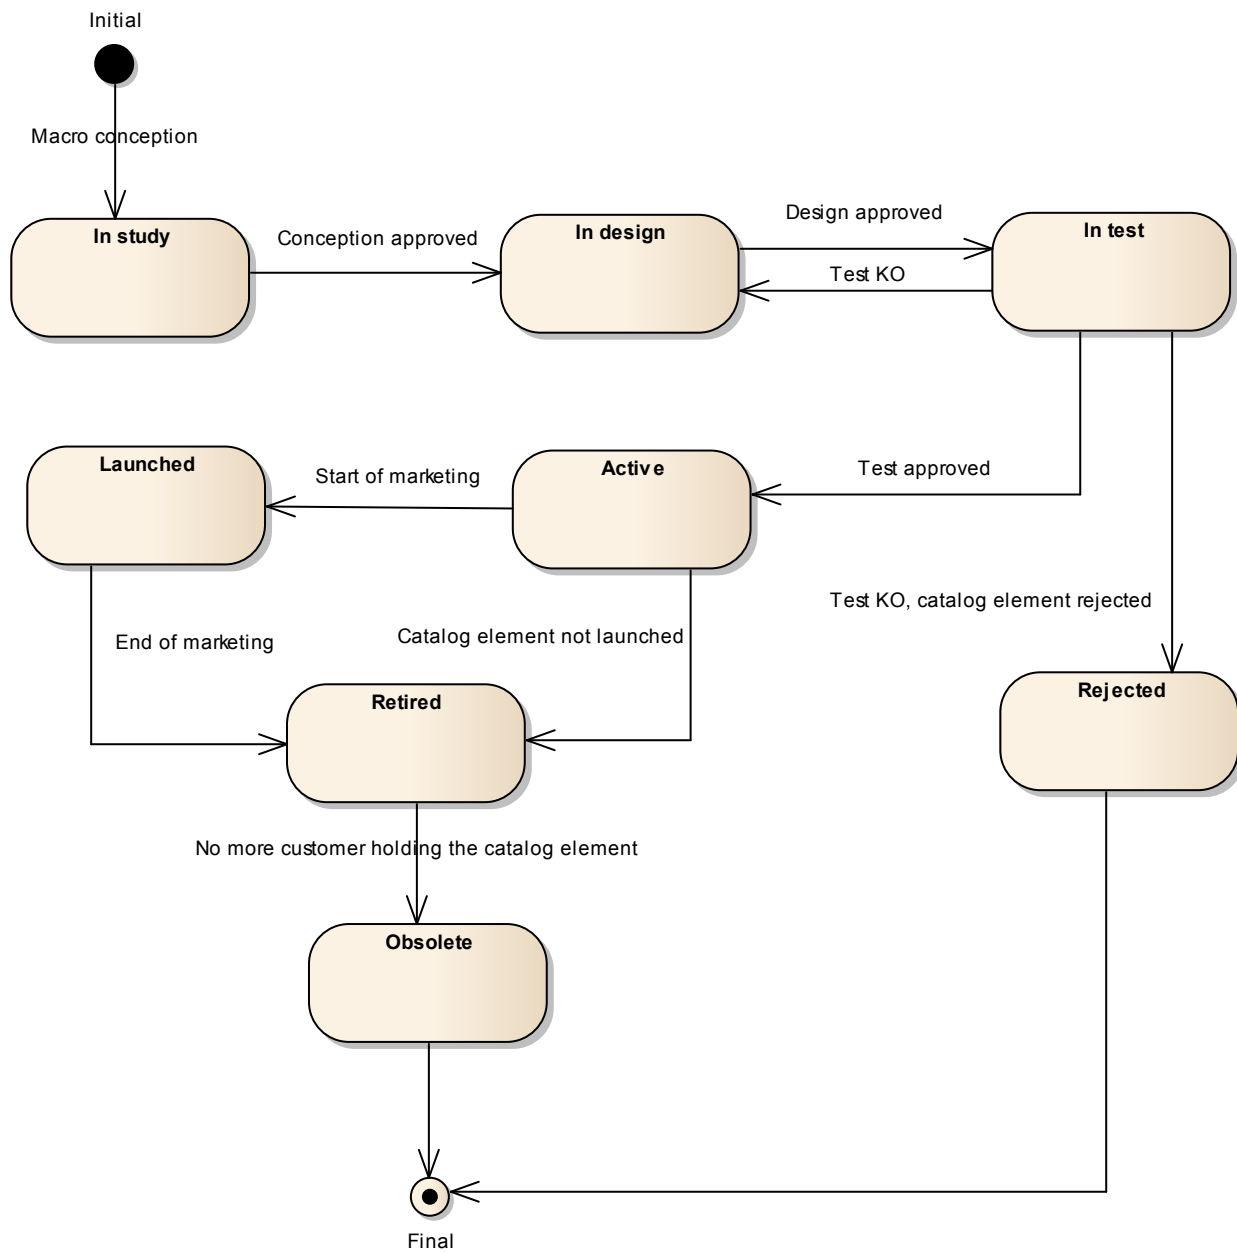 Initial
Macro conception
In study
Conception approved
In design
Design approved
Test KO
In test
Launched
Start of marketing
Active
Test approved
Test KO, catalog element rejected
End of marketing
Catalog element not launched
Retired
Rejected
No more customer holding the catalog element
Obsolete
Final